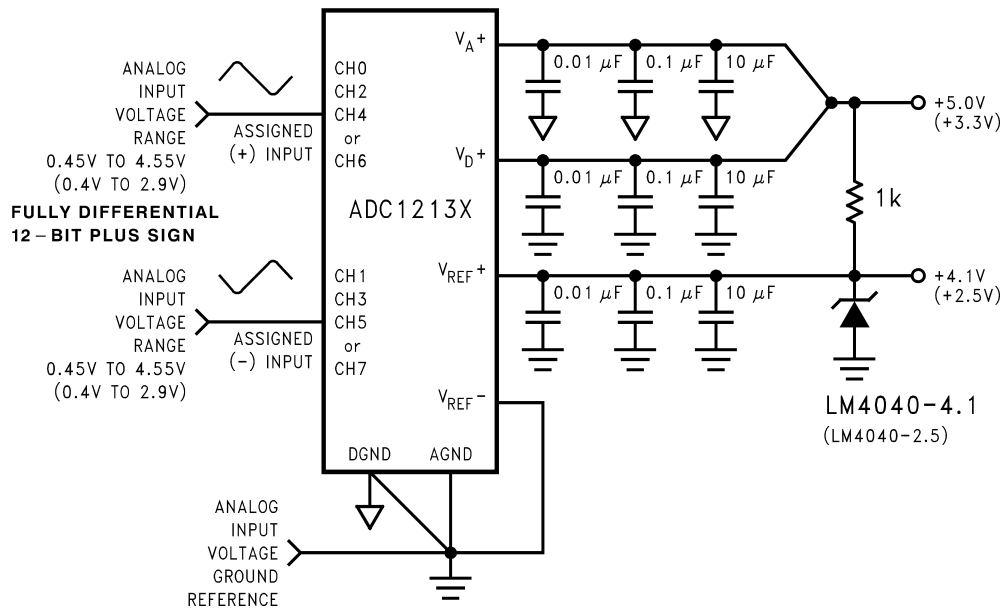 ANALOG
INPUT
VOLTAGE
RANGE
0.45V TO 4.55V
(0.4V TO 2.9V)
FULLY DIFFERENTIAL
12–BIT PLUS SIGN
ASSIGNED
(+) INPUT
CH0
CH2
CH4
or
CH6
ADC1213X
ANALOG
INPUT
VOLTAGE
RANGE
0.45V TO 4.55V
(0.4V TO 2.9V)
ASSIGNED
(-) INPUT
CH1
CH3
CH5
or
CH7
VA+
0.01 μF 0.1 μF 10 μF
VD+
0.01 μF 0.1 μF 10 μF
VREF+
0.01 μF 0.1 μF 10 μF
VREF-
+5.0V
(+3.3V)
1k
+4.1V
(+2.5V)
LM4040-4.1
(LM4040-2.5)
DGND AGND
ANALOG
INPUT
VOLTAGE
GROUND
REFERENCE